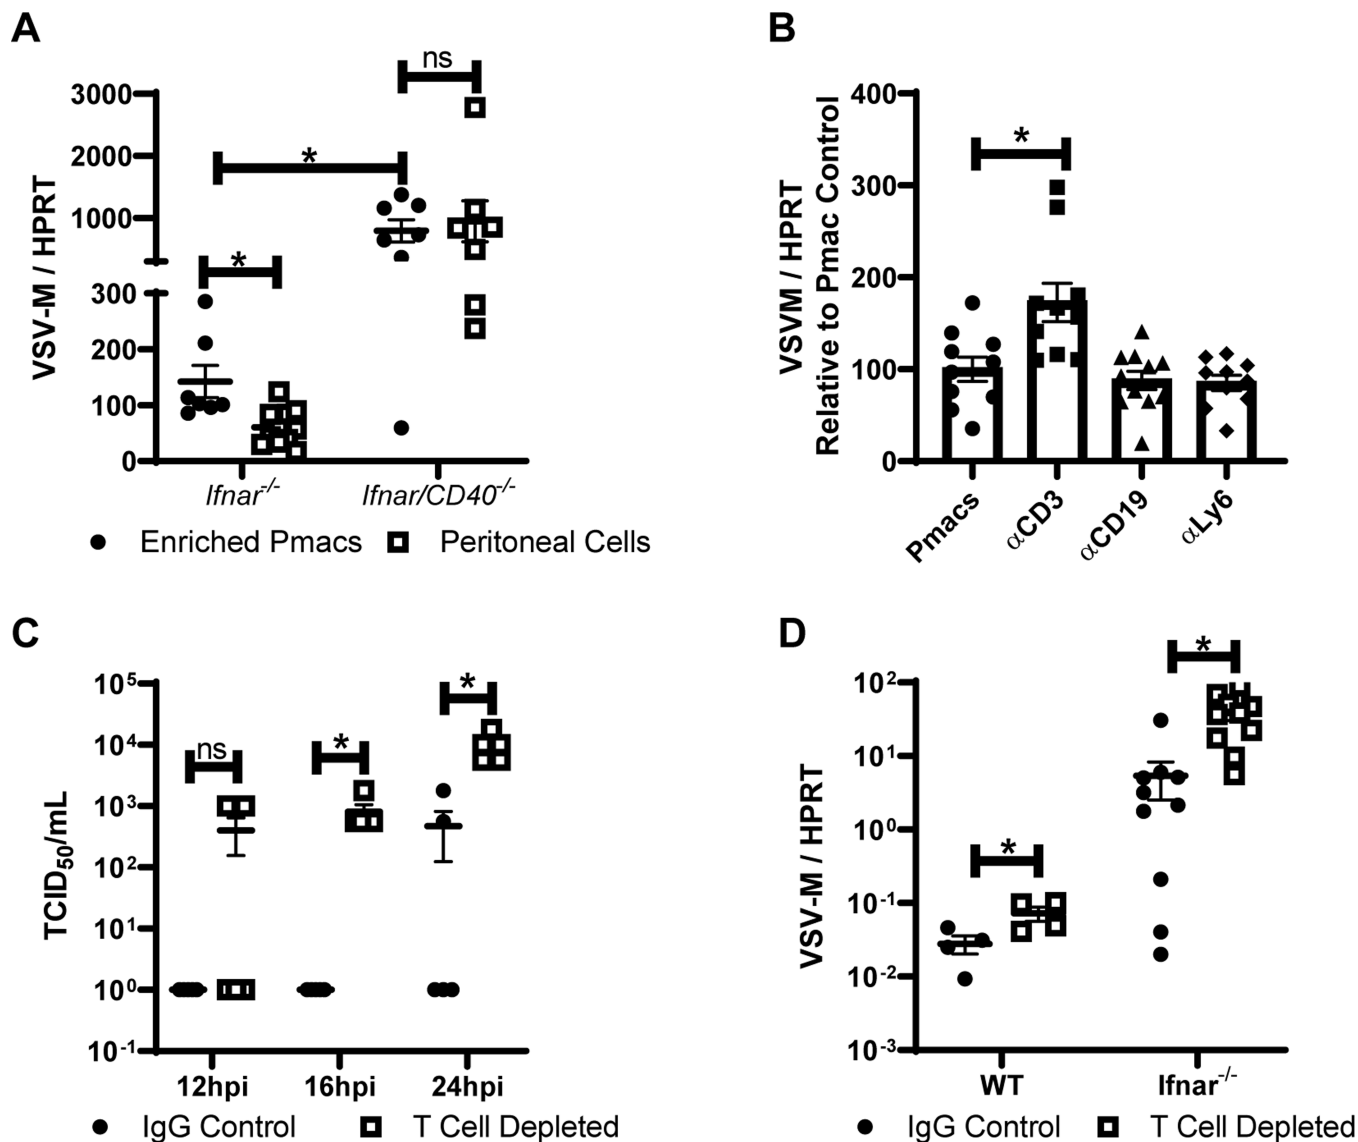 A
VSV-M / HPRT
3000
2000
1000
300
200
100
0
ns
*
*
Ifnar-/-
Ifnar/CD40-/-
Enriched Pmacs
Peritoneal Cells
B
VSVM / HPRT
Relative to Pmac Control
400
300
200
100
0
*
Pmacs
αCD3
αCD19
αLy6
C
TCID50/mL
10^5
10^4
10^3
10^2
10^1
10^0
10^-1
ns
*
*
12hpi
16hpi
24hpi
IgG Control
T Cell Depleted
D
VSV-M / HPRT
10^2
10^1
10^0
10^-1
10^-2
10^-3
*
*
WT
Ifnar-/-
IgG Control
T Cell Depleted